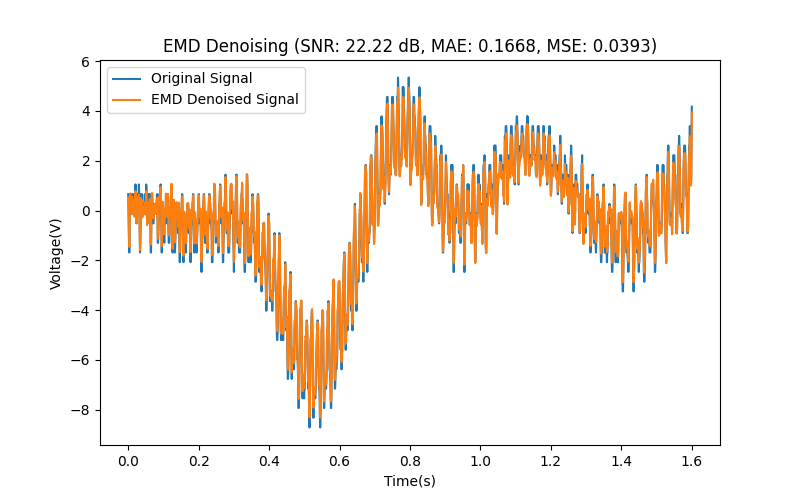 EMD Denoising (SNR: 22.22 dB, MAE: 0.1668, MSE: 0.0393)
Original Signal
EMD Denoised Signal
6
4
2
0
−2
−4
−6
−8
Voltage(V)
0.0 0.2 0.4 0.6 0.8 1.0 1.2 1.4 1.6
Time(s)